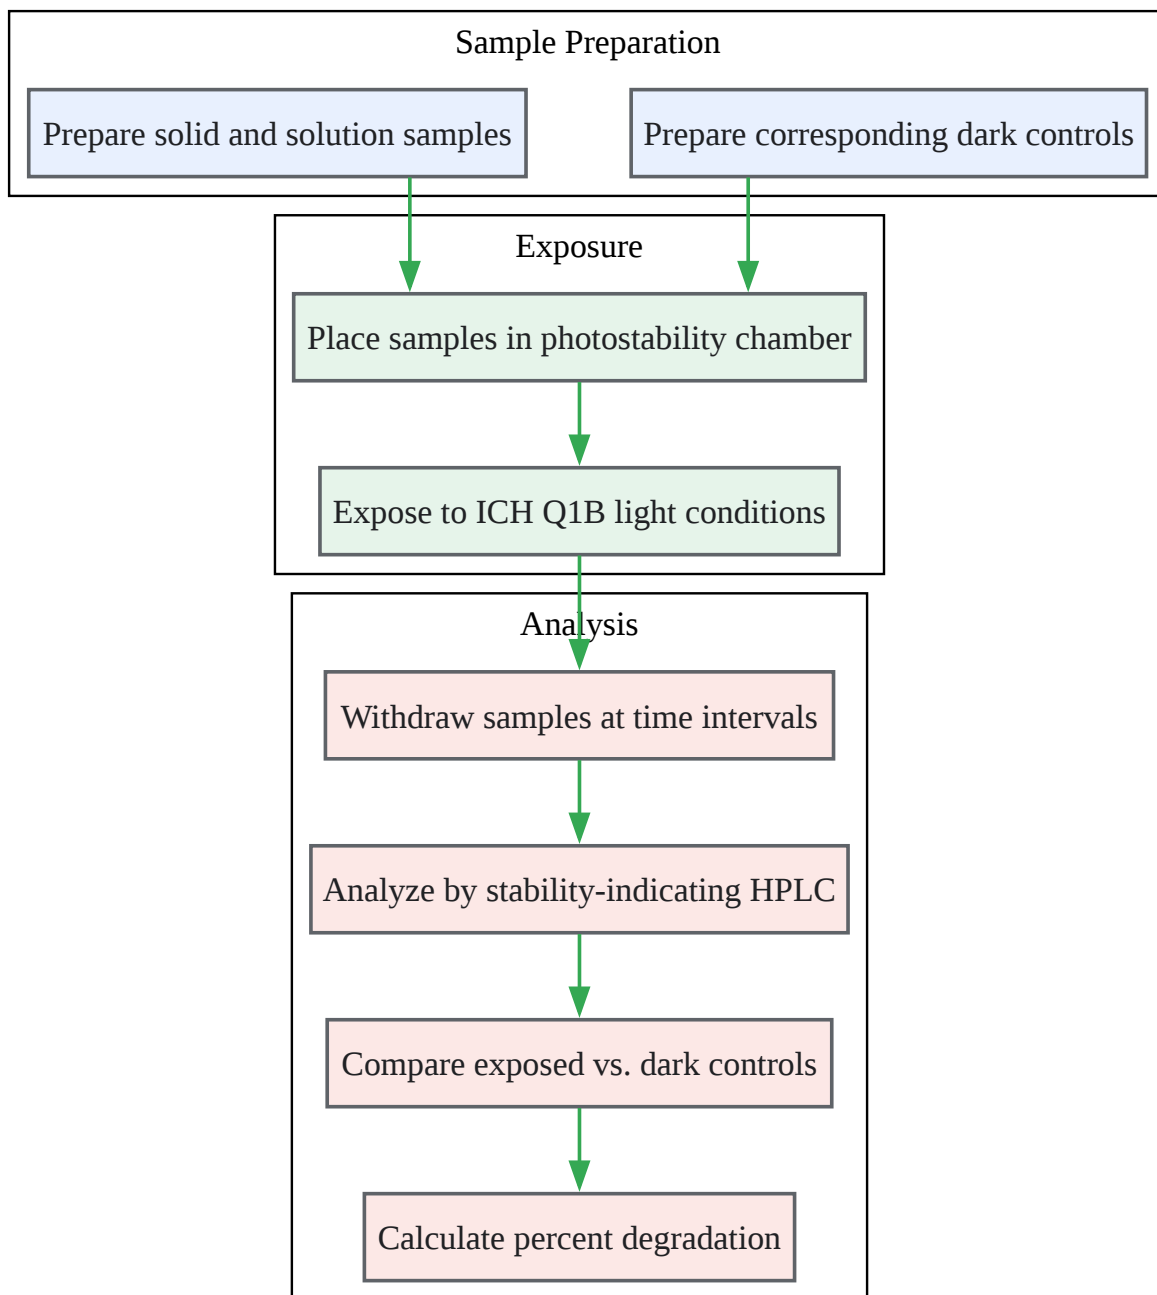 Sample Preparation
Prepare solid and solution samples
Prepare corresponding dark controls
Exposure
Place samples in photostability chamber
Expose to ICH Q1B light conditions
Analysis
Withdraw samples at time intervals
Analyze by stability-indicating HPLC
Compare exposed vs. dark controls
Calculate percent degradation